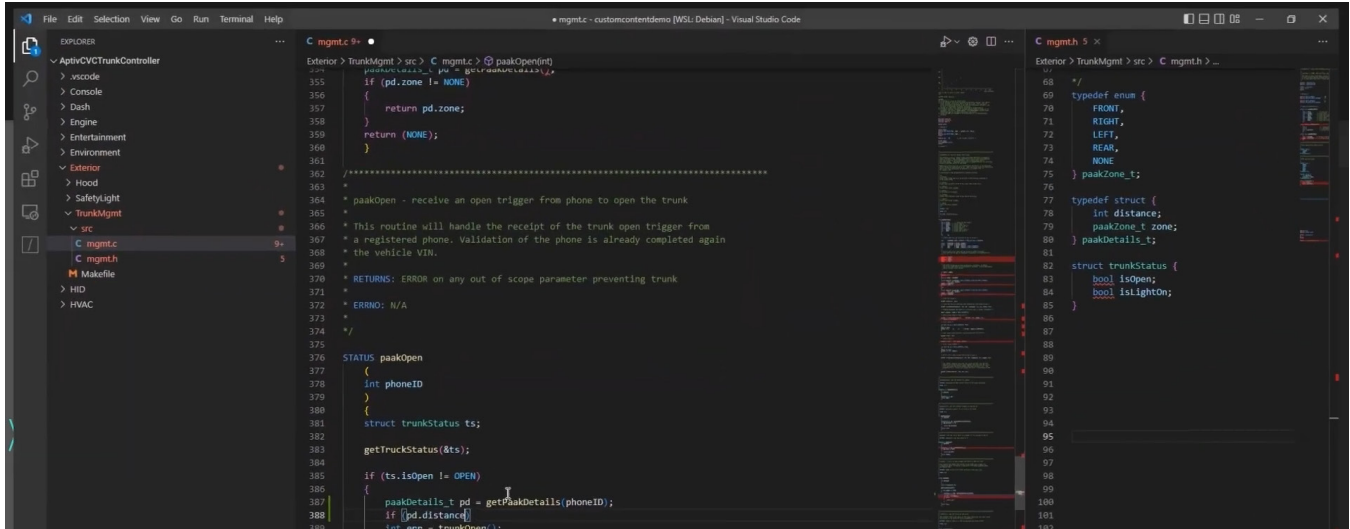 File Edit Selection View Go Run Terminal Help
● mgmt.c - customcontentdemo [WSL: Debian] - Visual Studio Code
EXPLORER
AptivCVCTrunkController
.vscode
Console
Dash
Engine
Entertainment
Environment
Exterior
Hood
SafetyLight
TrunkMgmt
src
C mgmt.c 9+
C mgmt.h 5
M Makefile
HID
HVAC
C mgmt.c 9+ ●
Exterior > TrunkMgmt > src > C mgmt.c > paakOpen(int)
354 paakDetails_t pd = getPaakDetails();
355 if (pd.zone != NONE)
356 {
357 return pd.zone;
358 }
359 return (NONE);
360 }
361
362 /*******************************************************************************
363 *
364 * paakOpen - receive an open trigger from phone to open the trunk
365 *
366 * This routine will handle the receipt of the trunk open trigger from
367 * a registered phone. Validation of the phone is already completed again
368 * the vehicle VIN.
369 *
370 * RETURNS: ERROR on any out of scope parameter preventing trunk
371 *
372 * ERRNO: N/A
373 *
374 */
375
376 STATUS paakOpen
377 (
378 int phoneID
379 )
380 {
381 struct trunkStatus ts;
382
383 getTruckStatus(&ts);
384
385 if (ts.isOpen != OPEN)
386 {
387 paakDetails_t pd = getPaakDetails(phoneID);
388 if (pd.distance)
389 int err = trunkOpen();
C mgmt.h 5 ×
Exterior > TrunkMgmt > src > C mgmt.h > ...
67
68 */
69 typedef enum {
70 FRONT,
71 RIGHT,
72 LEFT,
73 REAR,
74 NONE
75 } paakZone_t;
76
77 typedef struct {
78 int distance;
79 paakZone_t zone;
80 } paakDetails_t;
81
82 struct trunkStatus {
83 bool isOpen;
84 bool isLightOn;
85 }
86
87
88
89
90
91
92
93
94
95
96
97
98
99
100
101
102